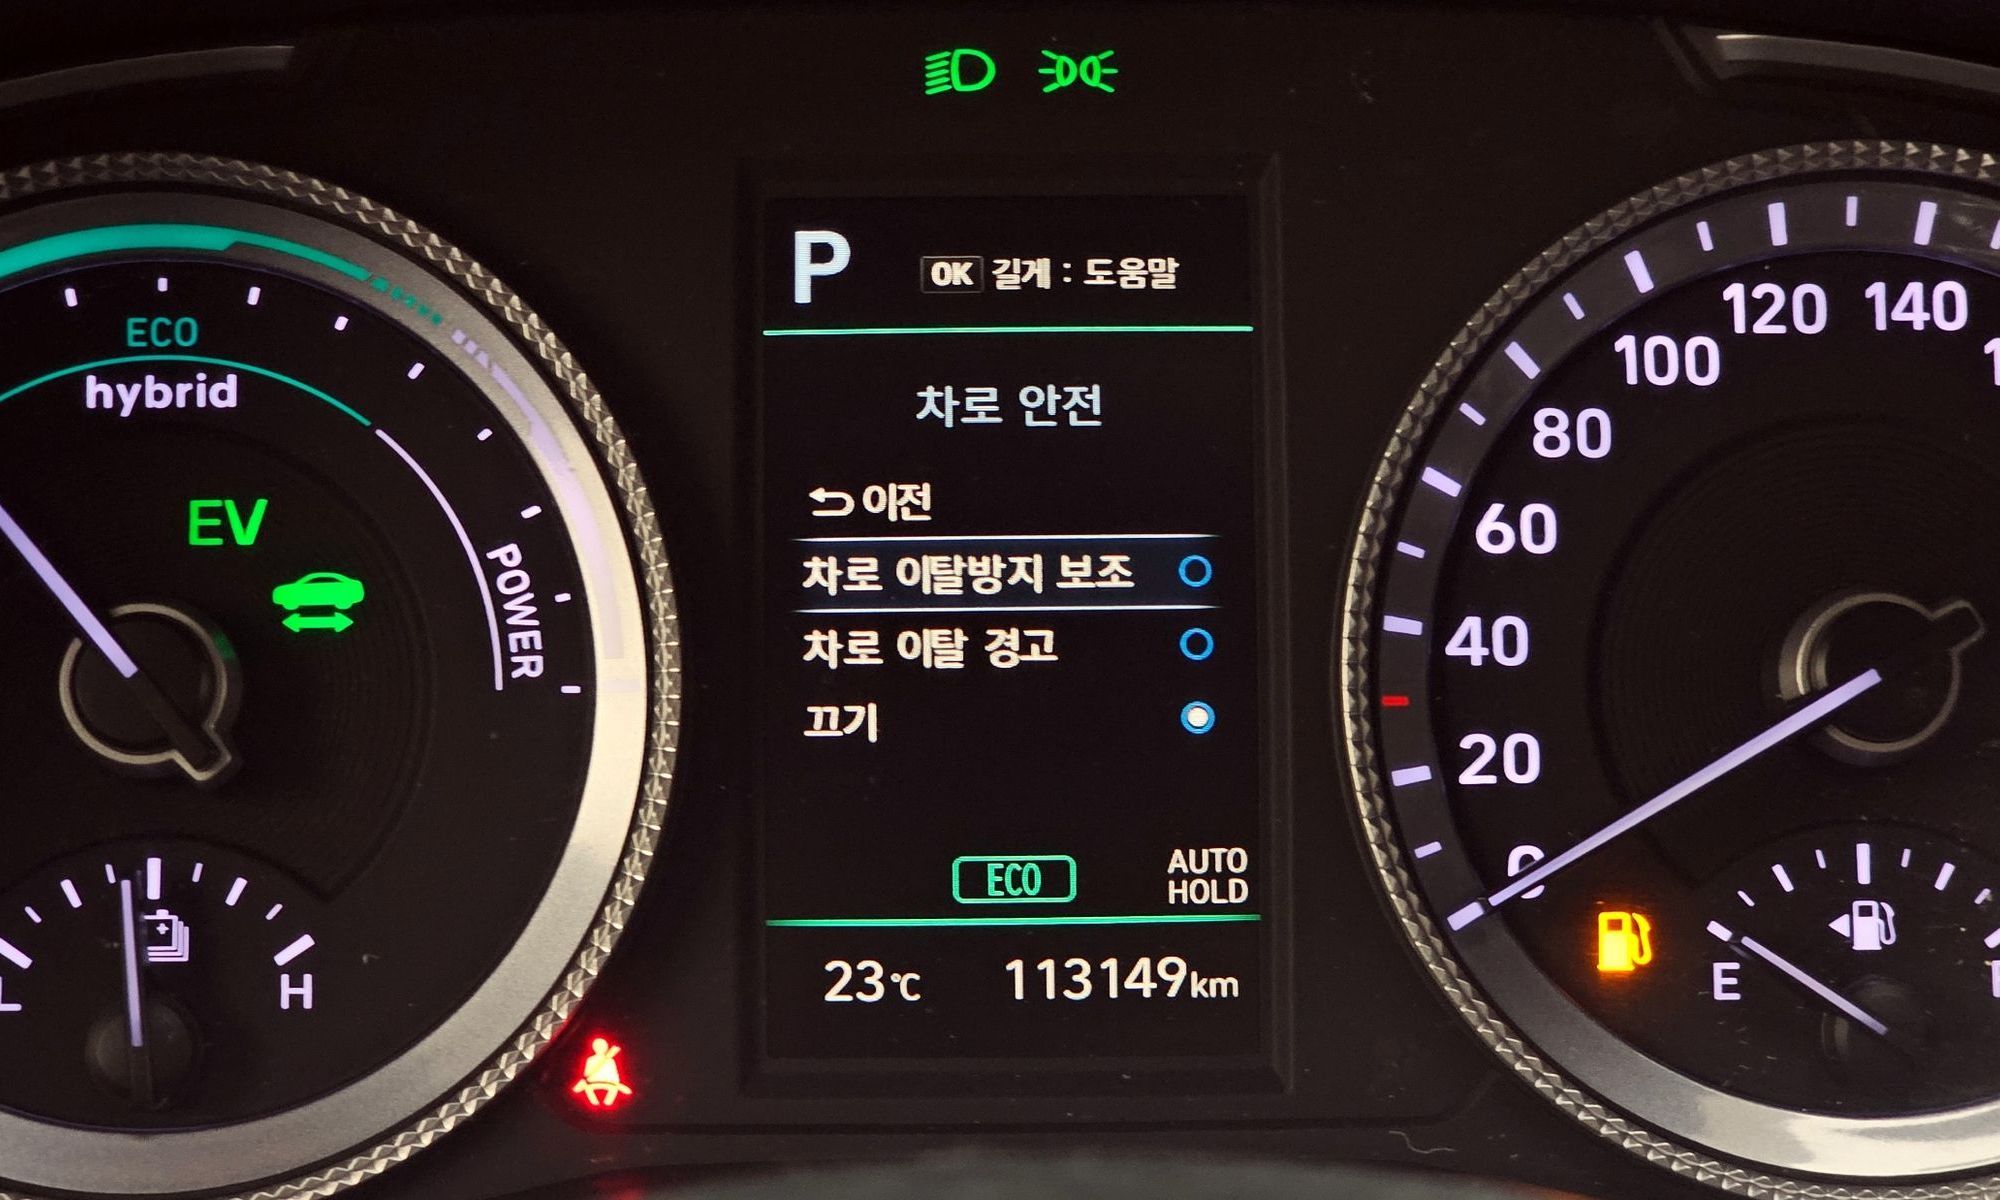 P
OK 길게 : 도움말
차로 안전
이전
차로 이탈방지 보조
차로 이탈 경고
끄기
ECO
AUTO
HOLD
23℃ 113149km
ECO
hybrid
EV
POWER
H
140
120
100
80
60
40
20
0
E